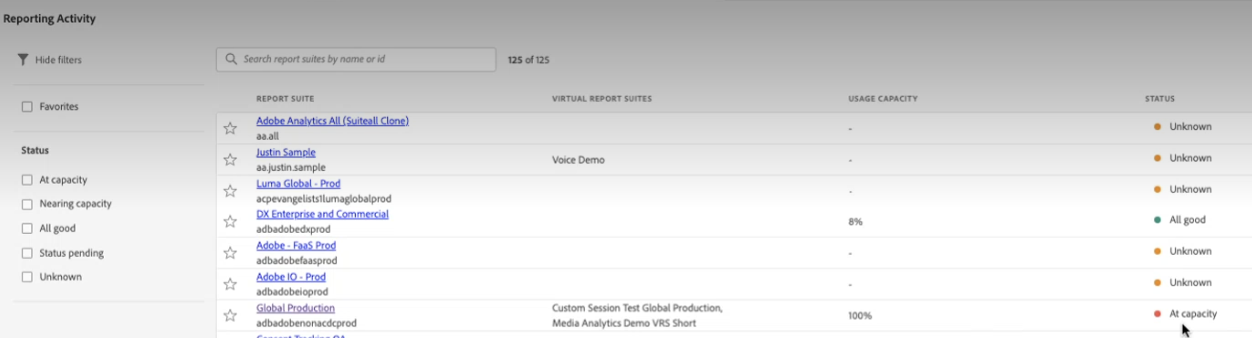 Reporting Activity
Hide filters
Search report suites by name or id
125 of 125
Favorites
Status
At capacity
Nearing capacity
All good
Status pending
Unknown
REPORT SUITE VIRTUAL REPORT SUITES USAGE CAPACITY STATUS
Adobe Analytics All (Suiteall Clone) - Unknown
aa.all
Justin Sample Voice Demo - Unknown
aa.justin.sample
Luma Global - Prod - Unknown
acpevangelists1lumaglobalprod
DX Enterprise and Commercial 8% All good
adbadobedxprod
Adobe - FaaS Prod - Unknown
adbadobefaasprod
Adobe IO - Prod - Unknown
adbadobeioprod
Global Production Custom Session Test Global Production, 100% At capacity
adbadobenonacdcprod Media Analytics Demo VRS Short